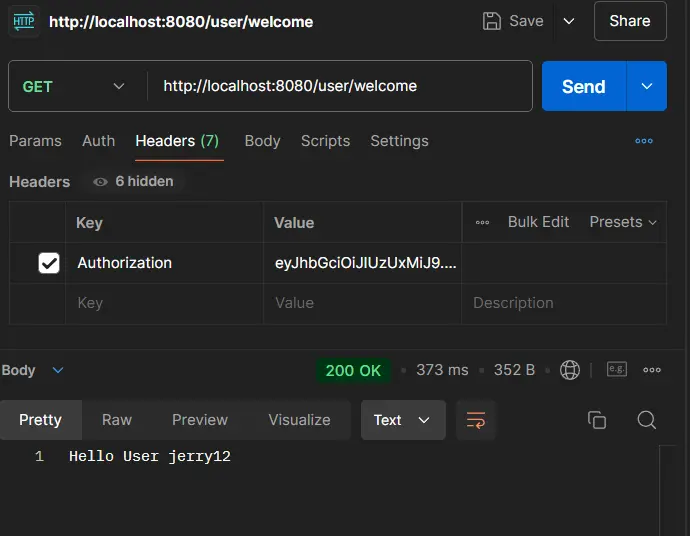 HTTP http://localhost:8080/user/welcome Save Share
GET http://localhost:8080/user/welcome Send
Params Auth Headers (7) Body Scripts Settings
Headers 6 hidden
Key Value Bulk Edit Presets
Authorization eyJhbGciOiJIUzUxMiJ9....
Key Value Description
Body 200 OK 373 ms 352 B e.g.
Pretty Raw Preview Visualize Text
1 Hello User jerry12